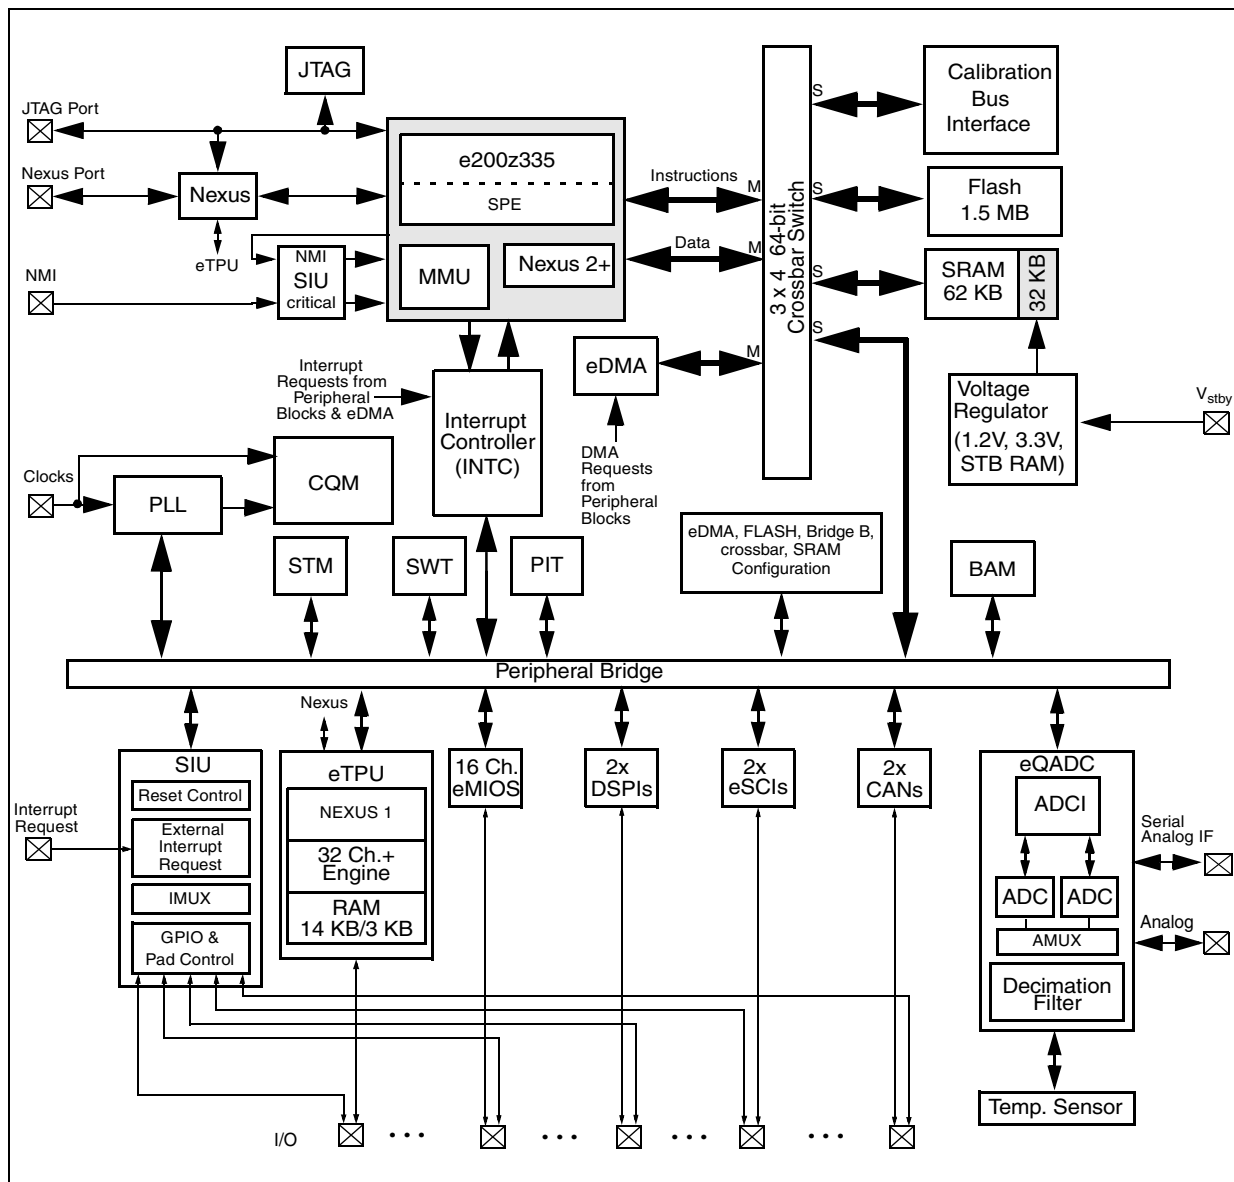 JTAG
JTAG Port
Nexus Port
Nexus
eTPU
NMI
NMI
SIU
critical
e200z335
SPE
MMU
Nexus 2+
Instructions
M
Data
M
M
3 x 4 64-bit
Crossbar Switch
S
S
S
S
Calibration
Bus
Interface
Flash
1.5 MB
SRAM
62 KB
32 KB
Voltage
Regulator
(1.2V, 3.3V,
STB RAM)
Vstby
eDMA
DMA
Requests
from
Peripheral
Blocks
Interrupt
Requests from
Peripheral
Blocks & eDMA
Interrupt
Controller
(INTC)
Clocks
PLL
CQM
STM
SWT
PIT
eDMA, FLASH, Bridge B,
crossbar, SRAM
Configuration
BAM
Peripheral Bridge
Nexus
SIU
Reset Control
External
Interrupt
Request
IMUX
GPIO &
Pad Control
Interrupt
Request
eTPU
NEXUS 1
32 Ch.+
Engine
RAM
14 KB/3 KB
16 Ch.
eMIOS
2x
DSPIs
2x
eSCIs
2x
CANs
eQADC
ADCI
ADC
ADC
AMUX
Decimation
Filter
Serial
Analog IF
Analog
Temp. Sensor
I/O
• • •
• • •
• • •
• • •